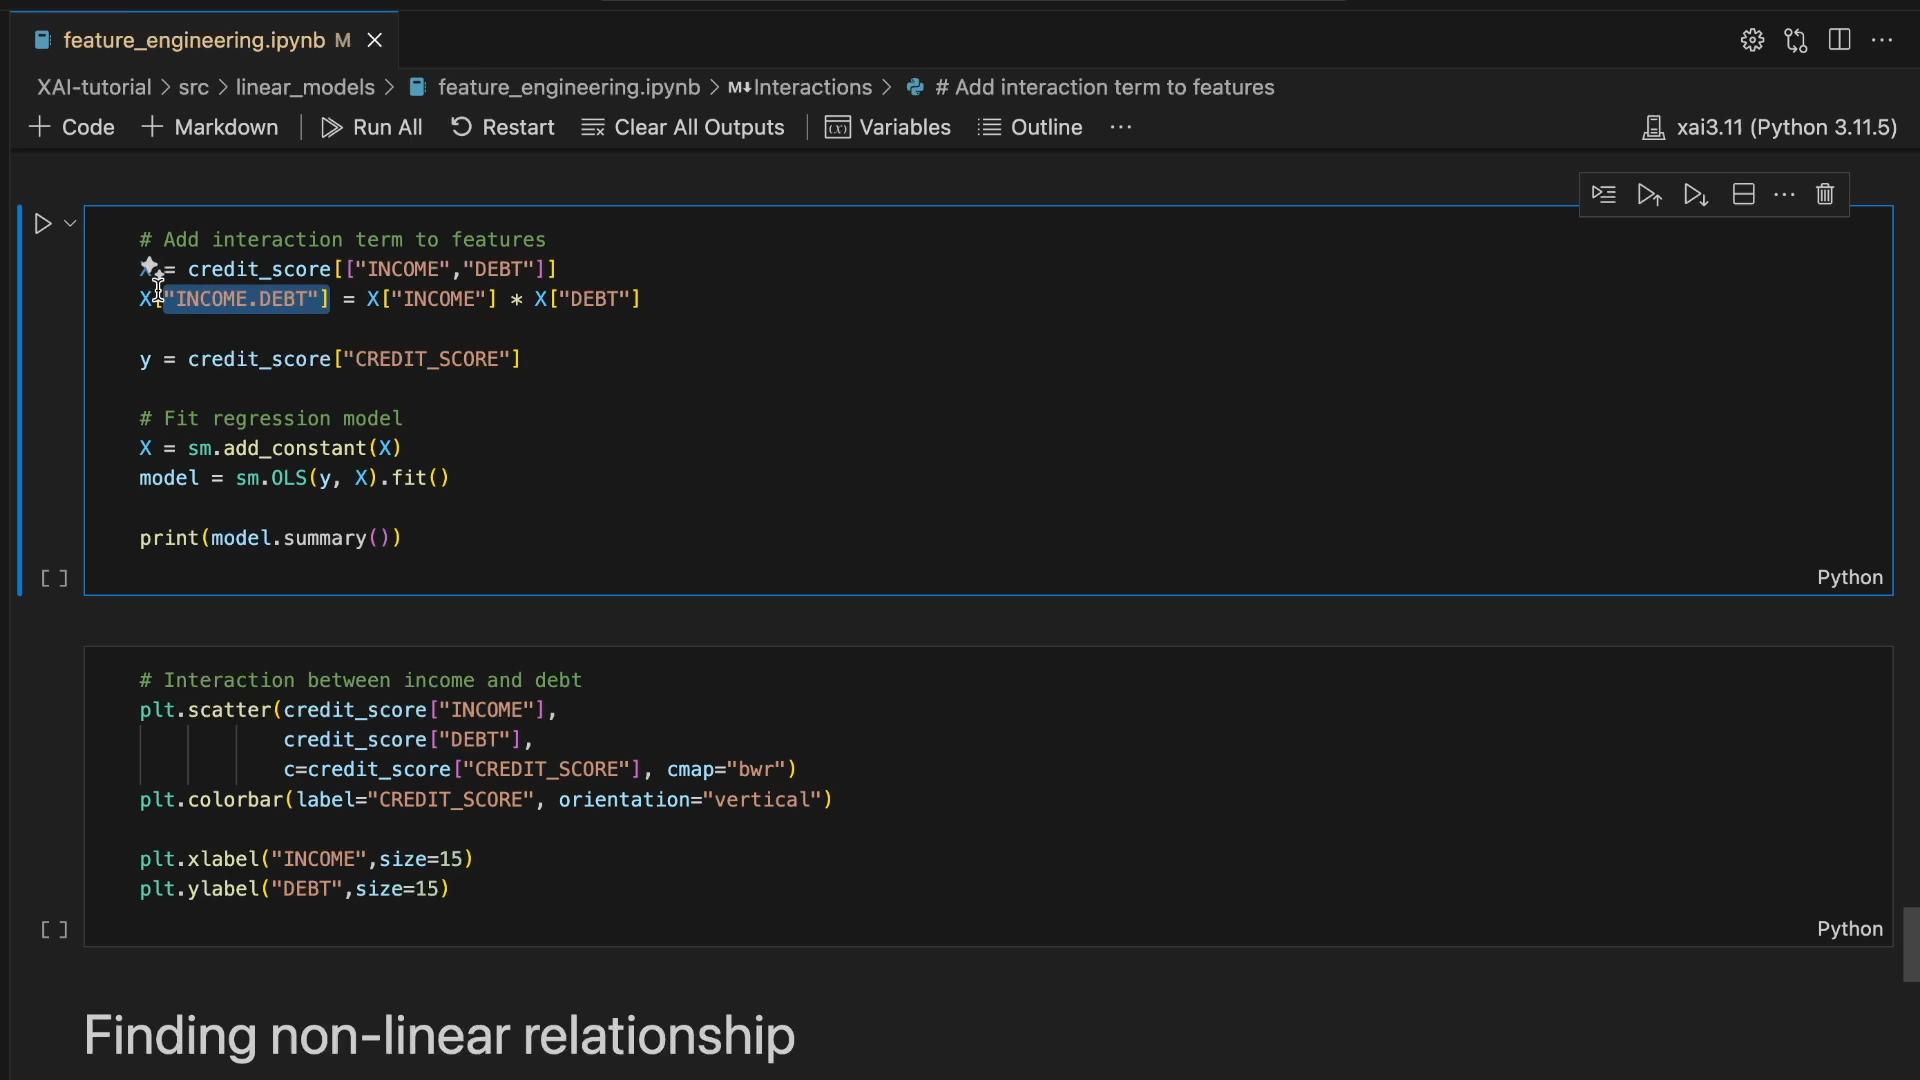 feature_engineering.ipynb M
XAI-tutorial > src > linear_models > feature_engineering.ipynb > M↓Interactions > # Add interaction term to features
+ Code + Markdown | Run All Restart Clear All Outputs | Variables Outline ... xai3.11 (Python 3.11.5)
# Add interaction term to features
X = credit_score[["INCOME","DEBT"]]
X["INCOME.DEBT"] = X["INCOME"] * X["DEBT"]
y = credit_score["CREDIT_SCORE"]
# Fit regression model
X = sm.add_constant(X)
model = sm.OLS(y, X).fit()
print(model.summary())
[ ] Python
# Interaction between income and debt
plt.scatter(credit_score["INCOME"],
credit_score["DEBT"],
c=credit_score["CREDIT_SCORE"], cmap="bwr")
plt.colorbar(label="CREDIT_SCORE", orientation="vertical")
plt.xlabel("INCOME",size=15)
plt.ylabel("DEBT",size=15)
[ ] Python
Finding non-linear relationship